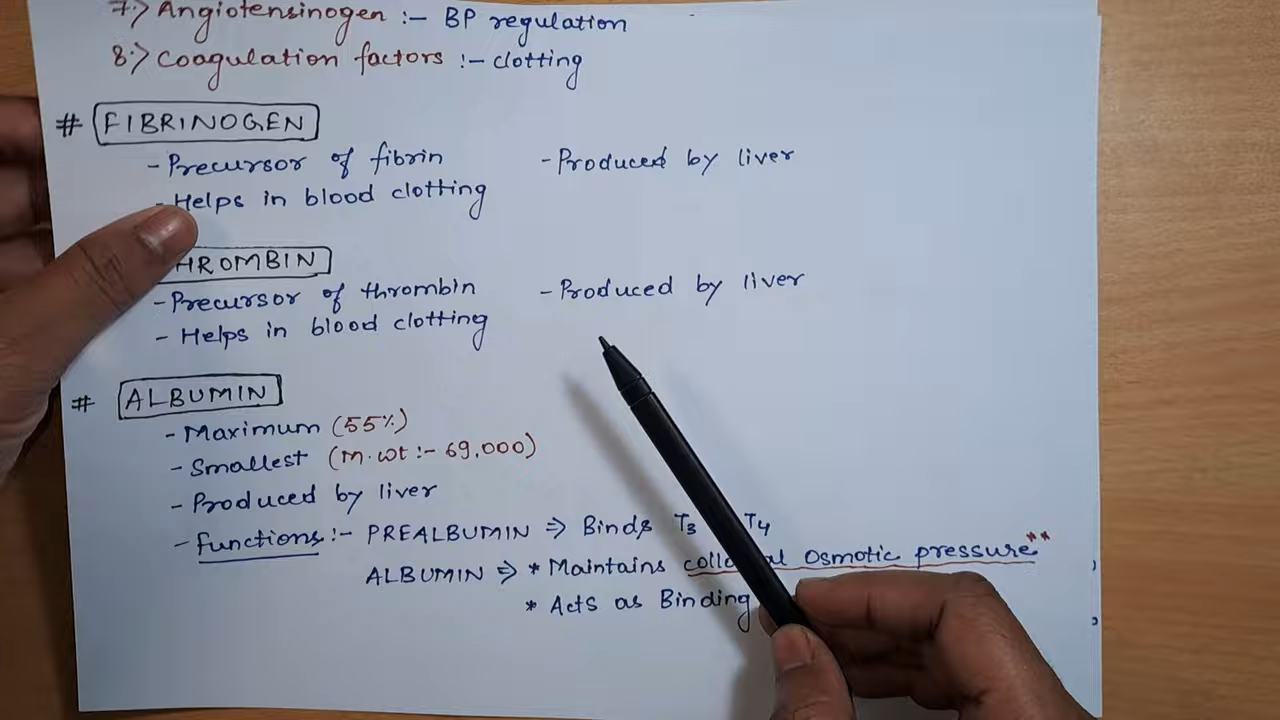 7.> Angiotensinogen :- BP regulation
8.> Coagulation factors :- clotting
# FIBRINOGEN
- Precursor of fibrin - Produced by liver
- Helps in blood clotting
HROMBIN
- Precursor of thrombin - Produced by liver
- Helps in blood clotting
# ALBUMIN
- Maximum (55%)
- Smallest (M.wt :- 69,000)
- Produced by liver
- functions :- PREALBUMIN => Binds T3 T4
ALBUMIN => * Maintains osmotic pressure**
* Acts as Binding